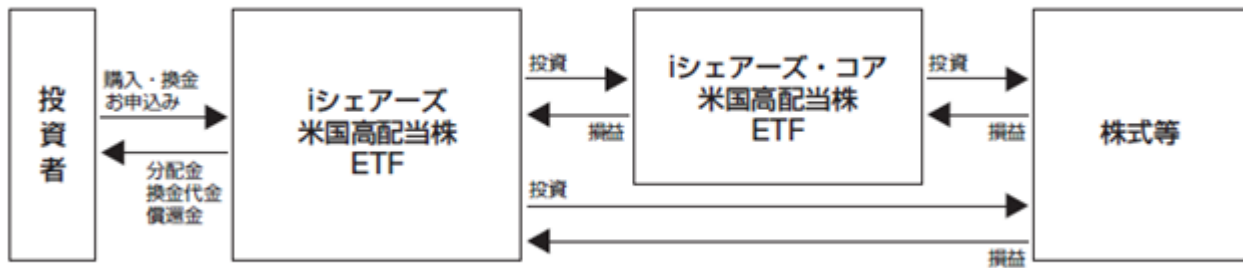 投資者
購入・換金
お申込み
分配金
換金代金
償還金
iシェアーズ
米国高配当株
ETF
投資
損益
iシェアーズ・コア
米国高配当株
ETF
投資
損益
投資
損益
株式等